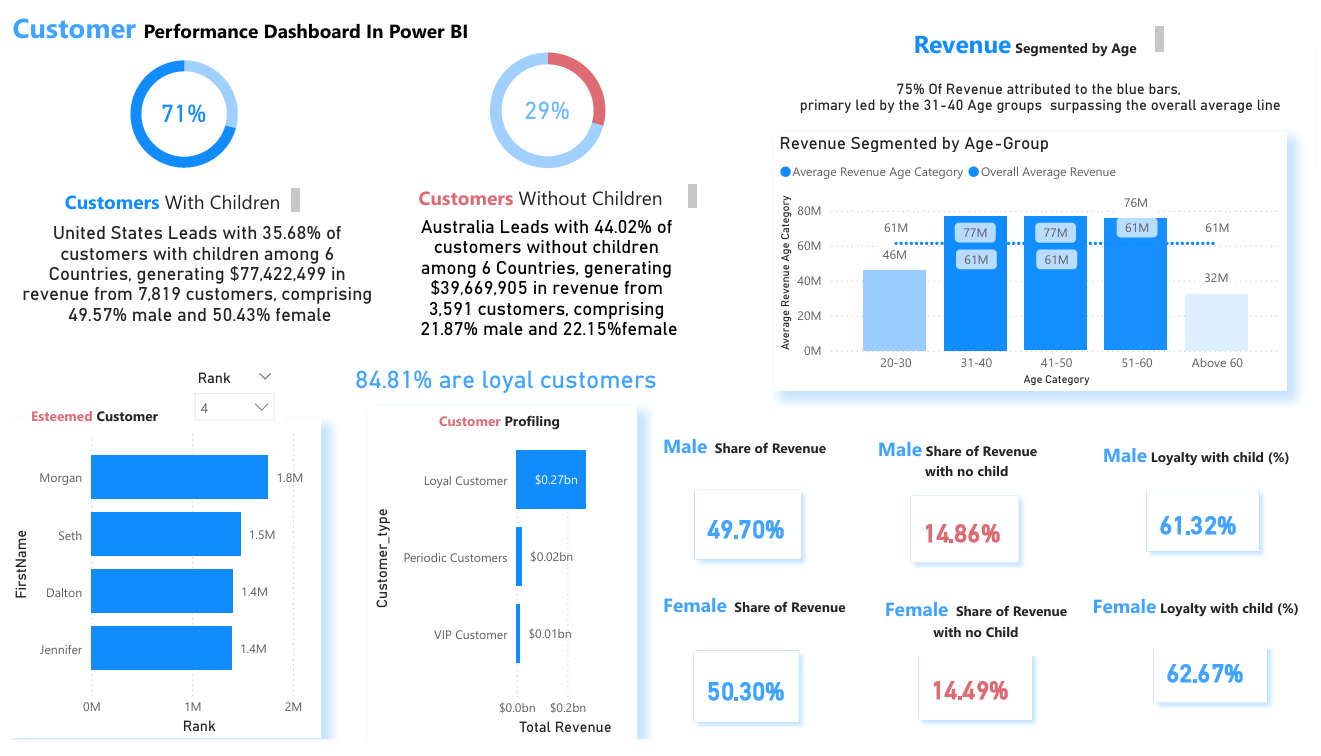 Customer Performance Dashboard In Power BI
71%
Customers With Children
United States Leads with 35.68% of
customers with children among 6
Countries, generating $77,422,499 in
revenue from 7,819 customers, comprising
49.57% male and 50.43% female
29%
Customers Without Children
Australia Leads with 44.02% of
customers without children
among 6 Countries, generating
$39,669,905 in revenue from
3,591 customers, comprising
21.87% male and 22.15%female
Revenue Segmented by Age
75% Of Revenue attributed to the blue bars,
primary led by the 31-40 Age groups surpassing the overall average line
Revenue Segmented by Age-Group
Average Revenue Age Category Overall Average Revenue
Average Revenue Age Category
80M
60M
40M
20M
0M
61M
46M
77M
61M
77M
61M
76M
61M
61M
32M
20-30 31-40 41-50 51-60 Above 60
Age Category
Rank
4
Esteemed Customer
FirstName
Morgan 1.8M
Seth 1.5M
Dalton 1.4M
Jennifer 1.4M
0M 1M 2M
Rank
84.81% are loyal customers
Customer Profiling
Customer_type
Loyal Customer $0.27bn
Periodic Customers $0.02bn
VIP Customer $0.01bn
$0.0bn $0.2bn
Total Revenue
Male Share of Revenue
49.70%
Male Share of Revenue
with no child
14.86%
Male Loyalty with child (%)
61.32%
Female Share of Revenue
50.30%
Female Share of Revenue
with no Child
14.49%
Female Loyalty with child (%)
62.67%